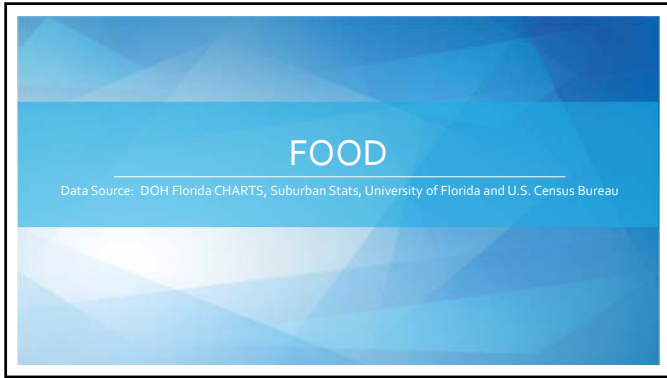 FOOD
Data Source: DOH Florida CHARTS, Suburban Stats, University of Florida and U.S. Census Bureau